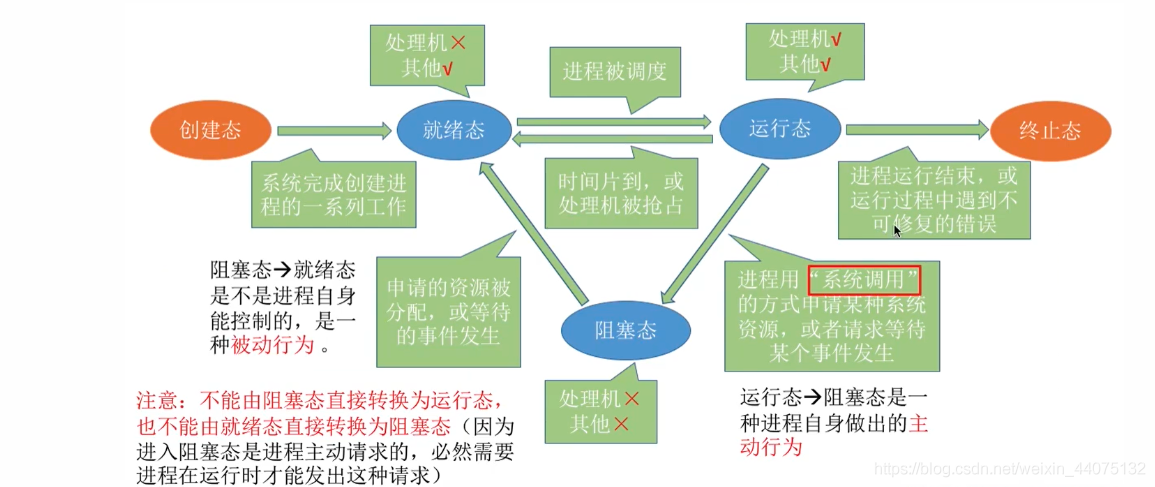 处理机×
其他√
处理机√
其他√
进程被调度
创建态
就绪态
运行态
终止态
系统完成创建进
程的一系列工作
时间片到，或
处理机被抢占
进程运行结束，或
运行过程中遇到不
可修复的错误
阻塞态→就绪态
是不是进程自身
能控制的，是一
种被动行为 。
申请的资源被
分配，或等待
的事件发生
进程用“系统调用”
的方式申请某种系统
资源，或者请求等待
某个事件发生
阻塞态
处理机×
其他×
运行态→阻塞态是一
种进程自身做出的主
动行为
注意：不能由阻塞态直接转换为运行态，
也不能由就绪态直接转换为阻塞态（因为
进入阻塞态是进程主动请求的，必然需要
进程在运行时才能发出这种请求）
https://blog.csdn.net/weixin_44075132